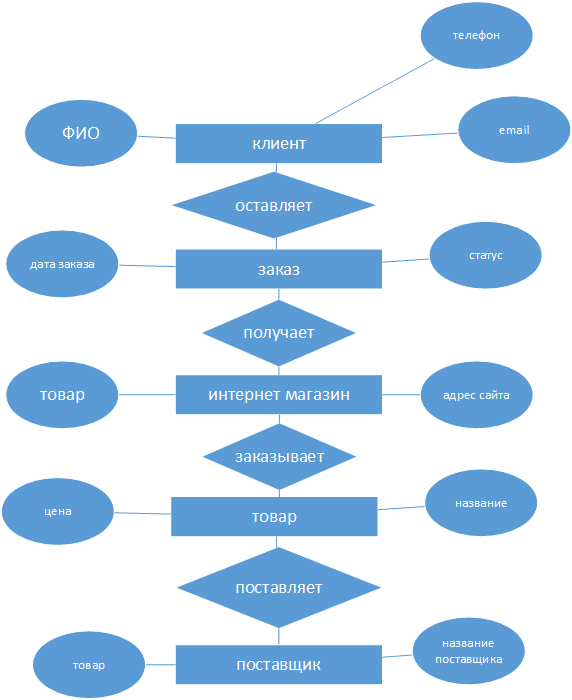 телефон
ФИО
клиент
email
оставляет
дата заказа
заказ
статус
получает
товар
интернет магазин
адрес сайта
заказывает
цена
товар
название
поставляет
товар
поставщик
название
поставщика